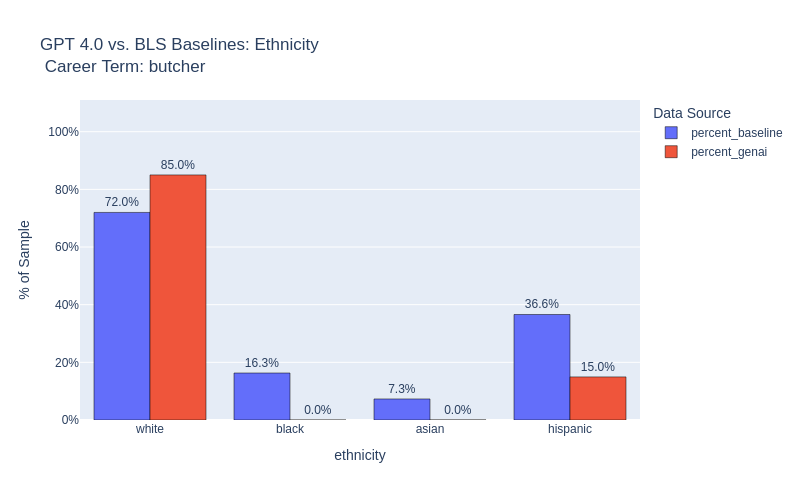 GPT 4.0 vs. BLS Baselines: Ethnicity
Career Term: butcher
Data Source
percent_baseline
percent_genai
% of Sample
100%
80%
60%
40%
20%
0%
72.0%
85.0%
16.3%
0.0%
7.3%
0.0%
36.6%
15.0%
white
black
asian
hispanic
ethnicity